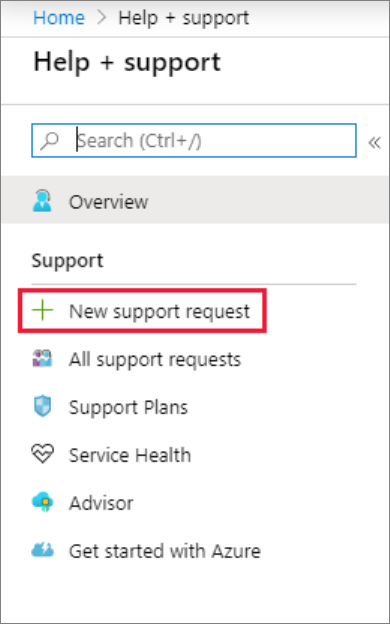 Home > Help + support
Help + support
Search (Ctrl+/)
«
Overview
Support
New support request
All support requests
Support Plans
Service Health
Advisor
Get started with Azure